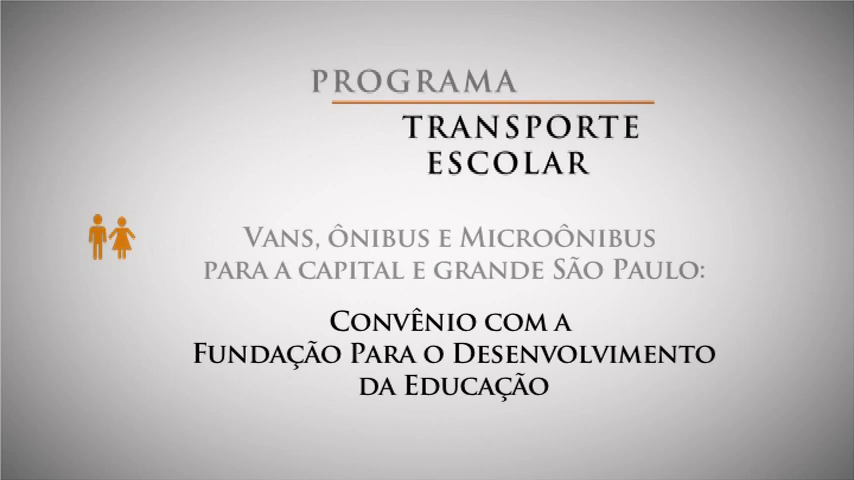 PROGRAMA
TRANSPORTE
ESCOLAR
VANS, ÔNIBUS E MICROÔNIBUS
PARA A CAPITAL E GRANDE SÃO PAULO:
CONVÊNIO COM A
FUNDAÇÃO PARA O DESENVOLVIMENTO
DA EDUCAÇÃO